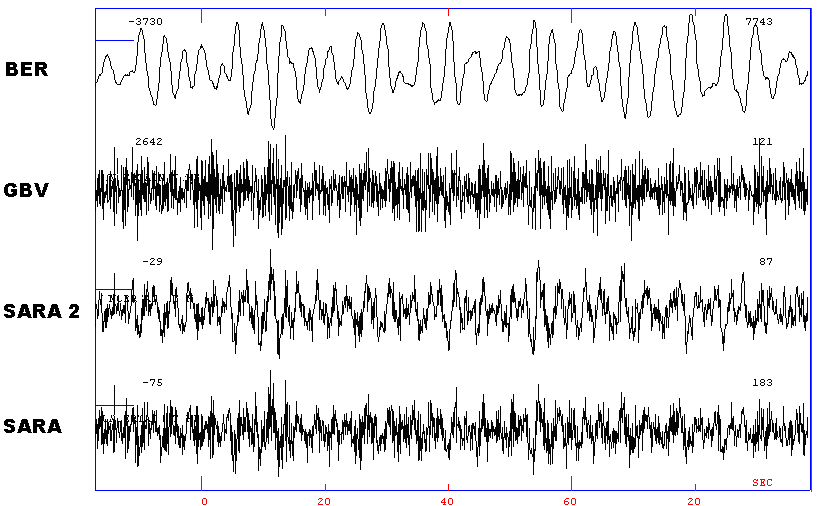 -3730 7743
BER
2642 121
GBV
-29 87
SARA 2
-75 183
SARA
SEC
0 20 40 60 20